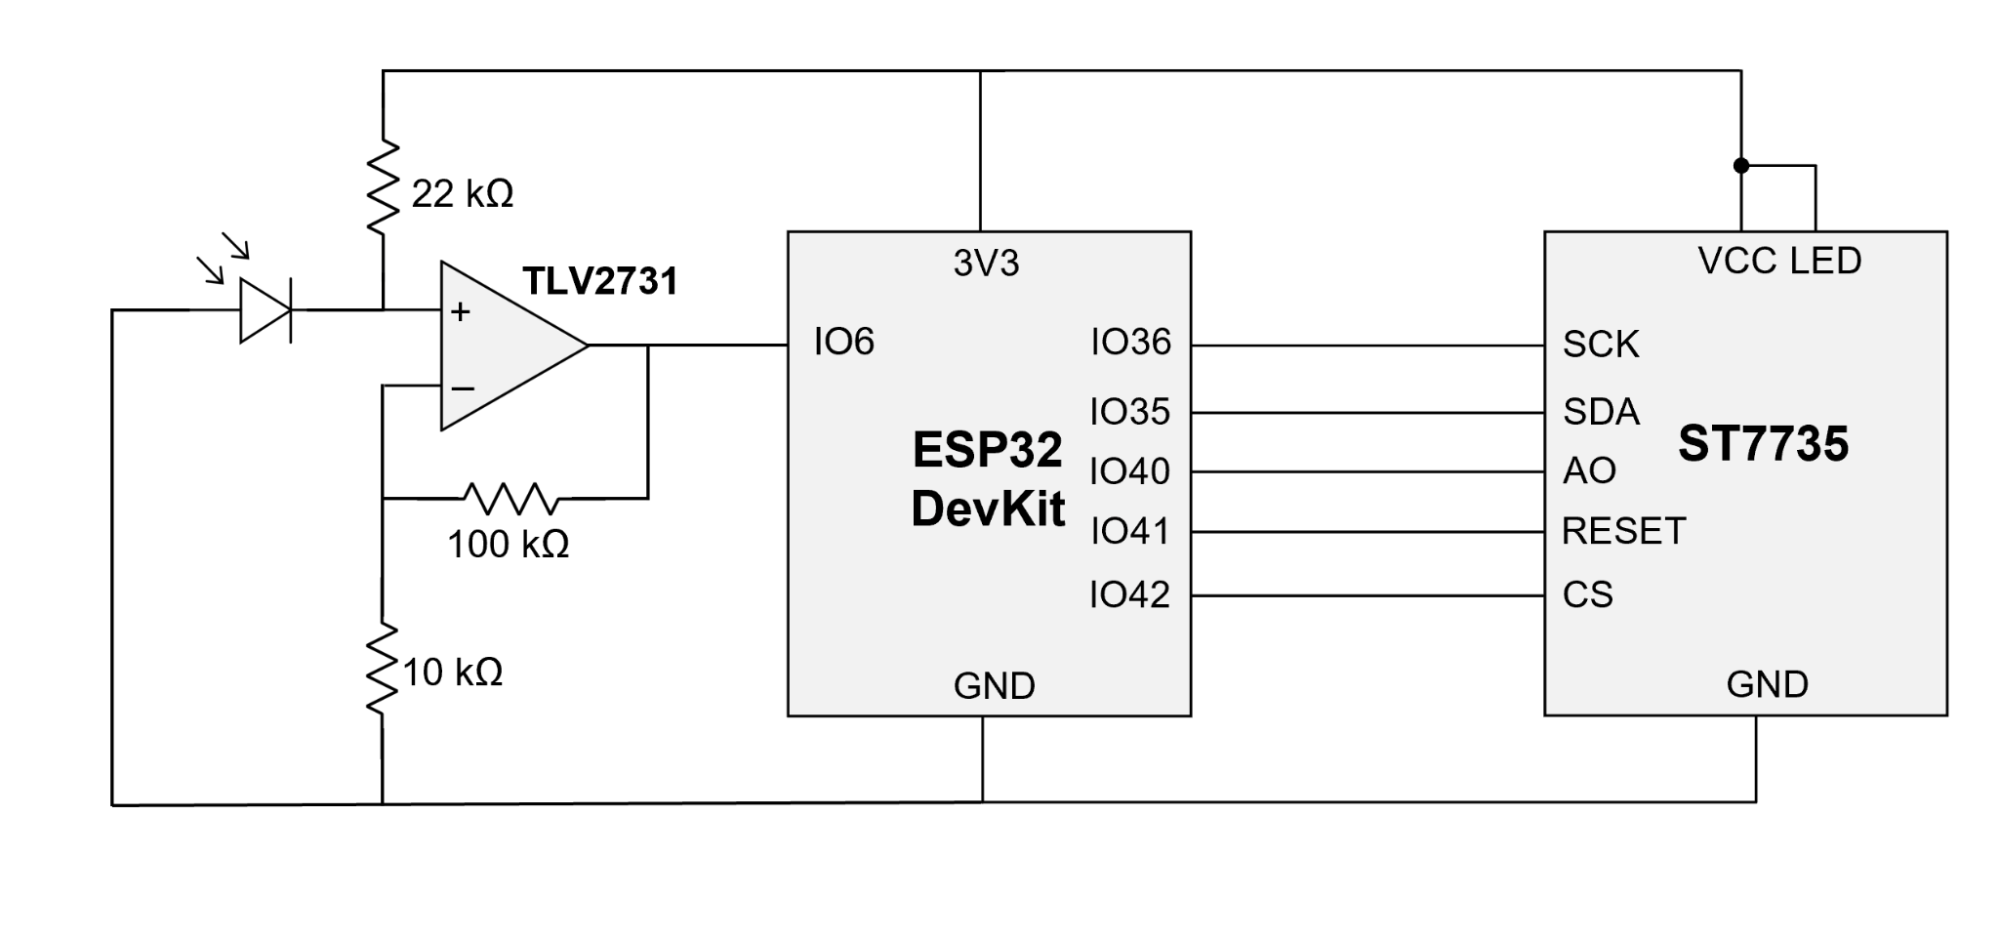 22 kΩ
TLV2731
+
−
100 kΩ
10 kΩ
3V3
IO6
IO36
IO35
IO40
IO41
IO42
ESP32
DevKit
GND
VCC LED
SCK
SDA
AO
RESET
CS
ST7735
GND